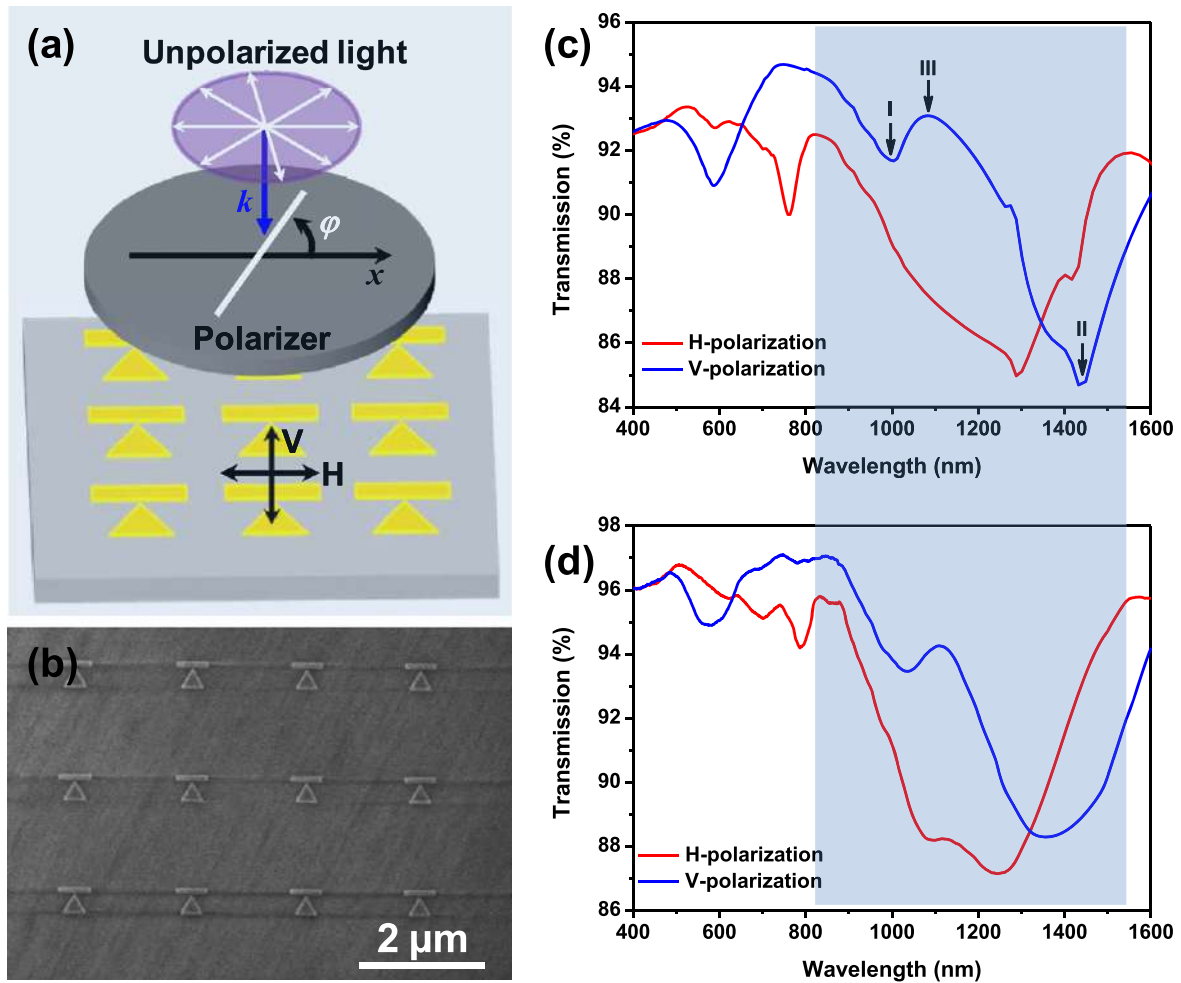 (a)
Unpolarized light
k
φ
x
Polarizer
V
H
(b)
2 μm
(c)
96
94
92
90
88
86
84
Transmission (%)
I
III
II
H-polarization
V-polarization
400 600 800 1000 1200 1400 1600
Wavelength (nm)
(d)
98
96
94
92
90
88
86
Transmission (%)
H-polarization
V-polarization
400 600 800 1000 1200 1400 1600
Wavelength (nm)